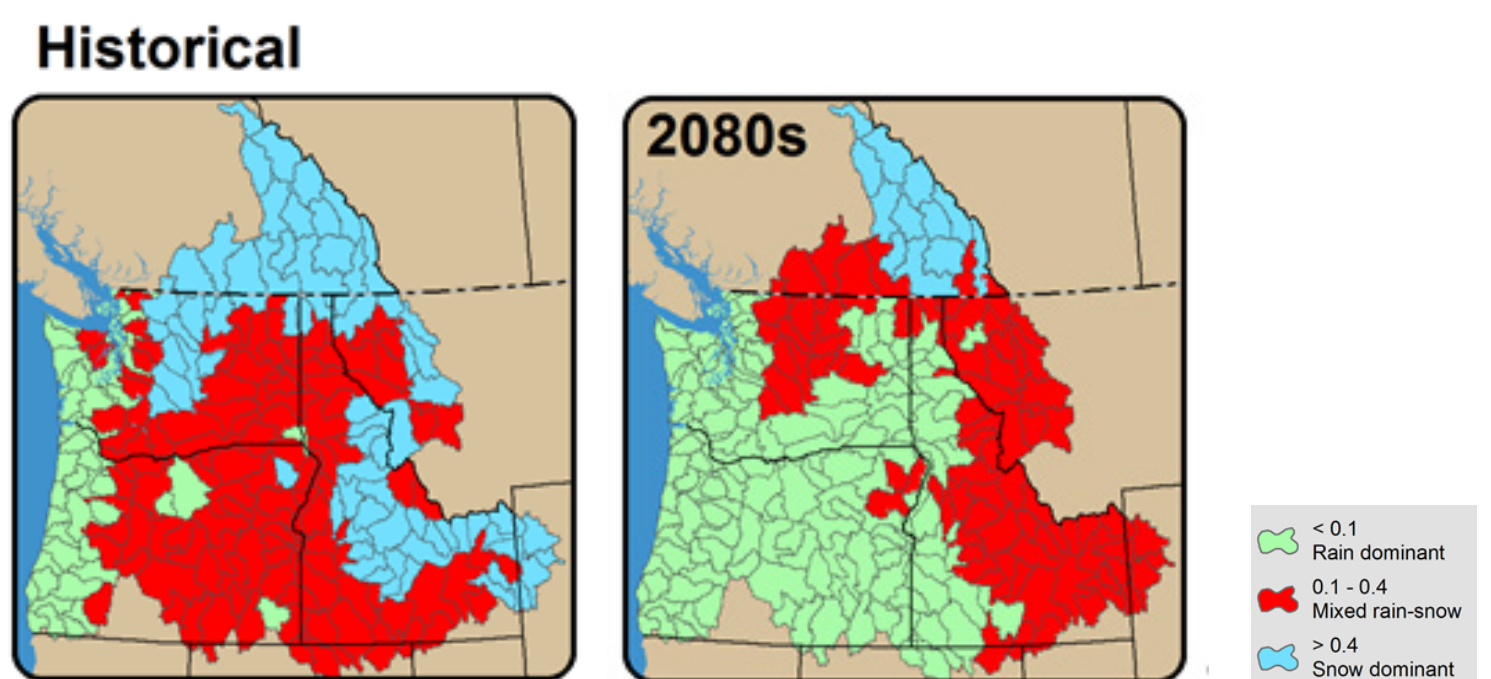 Historical
2080s
< 0.1
Rain dominant
0.1 - 0.4
Mixed rain-snow
> 0.4
Snow dominant